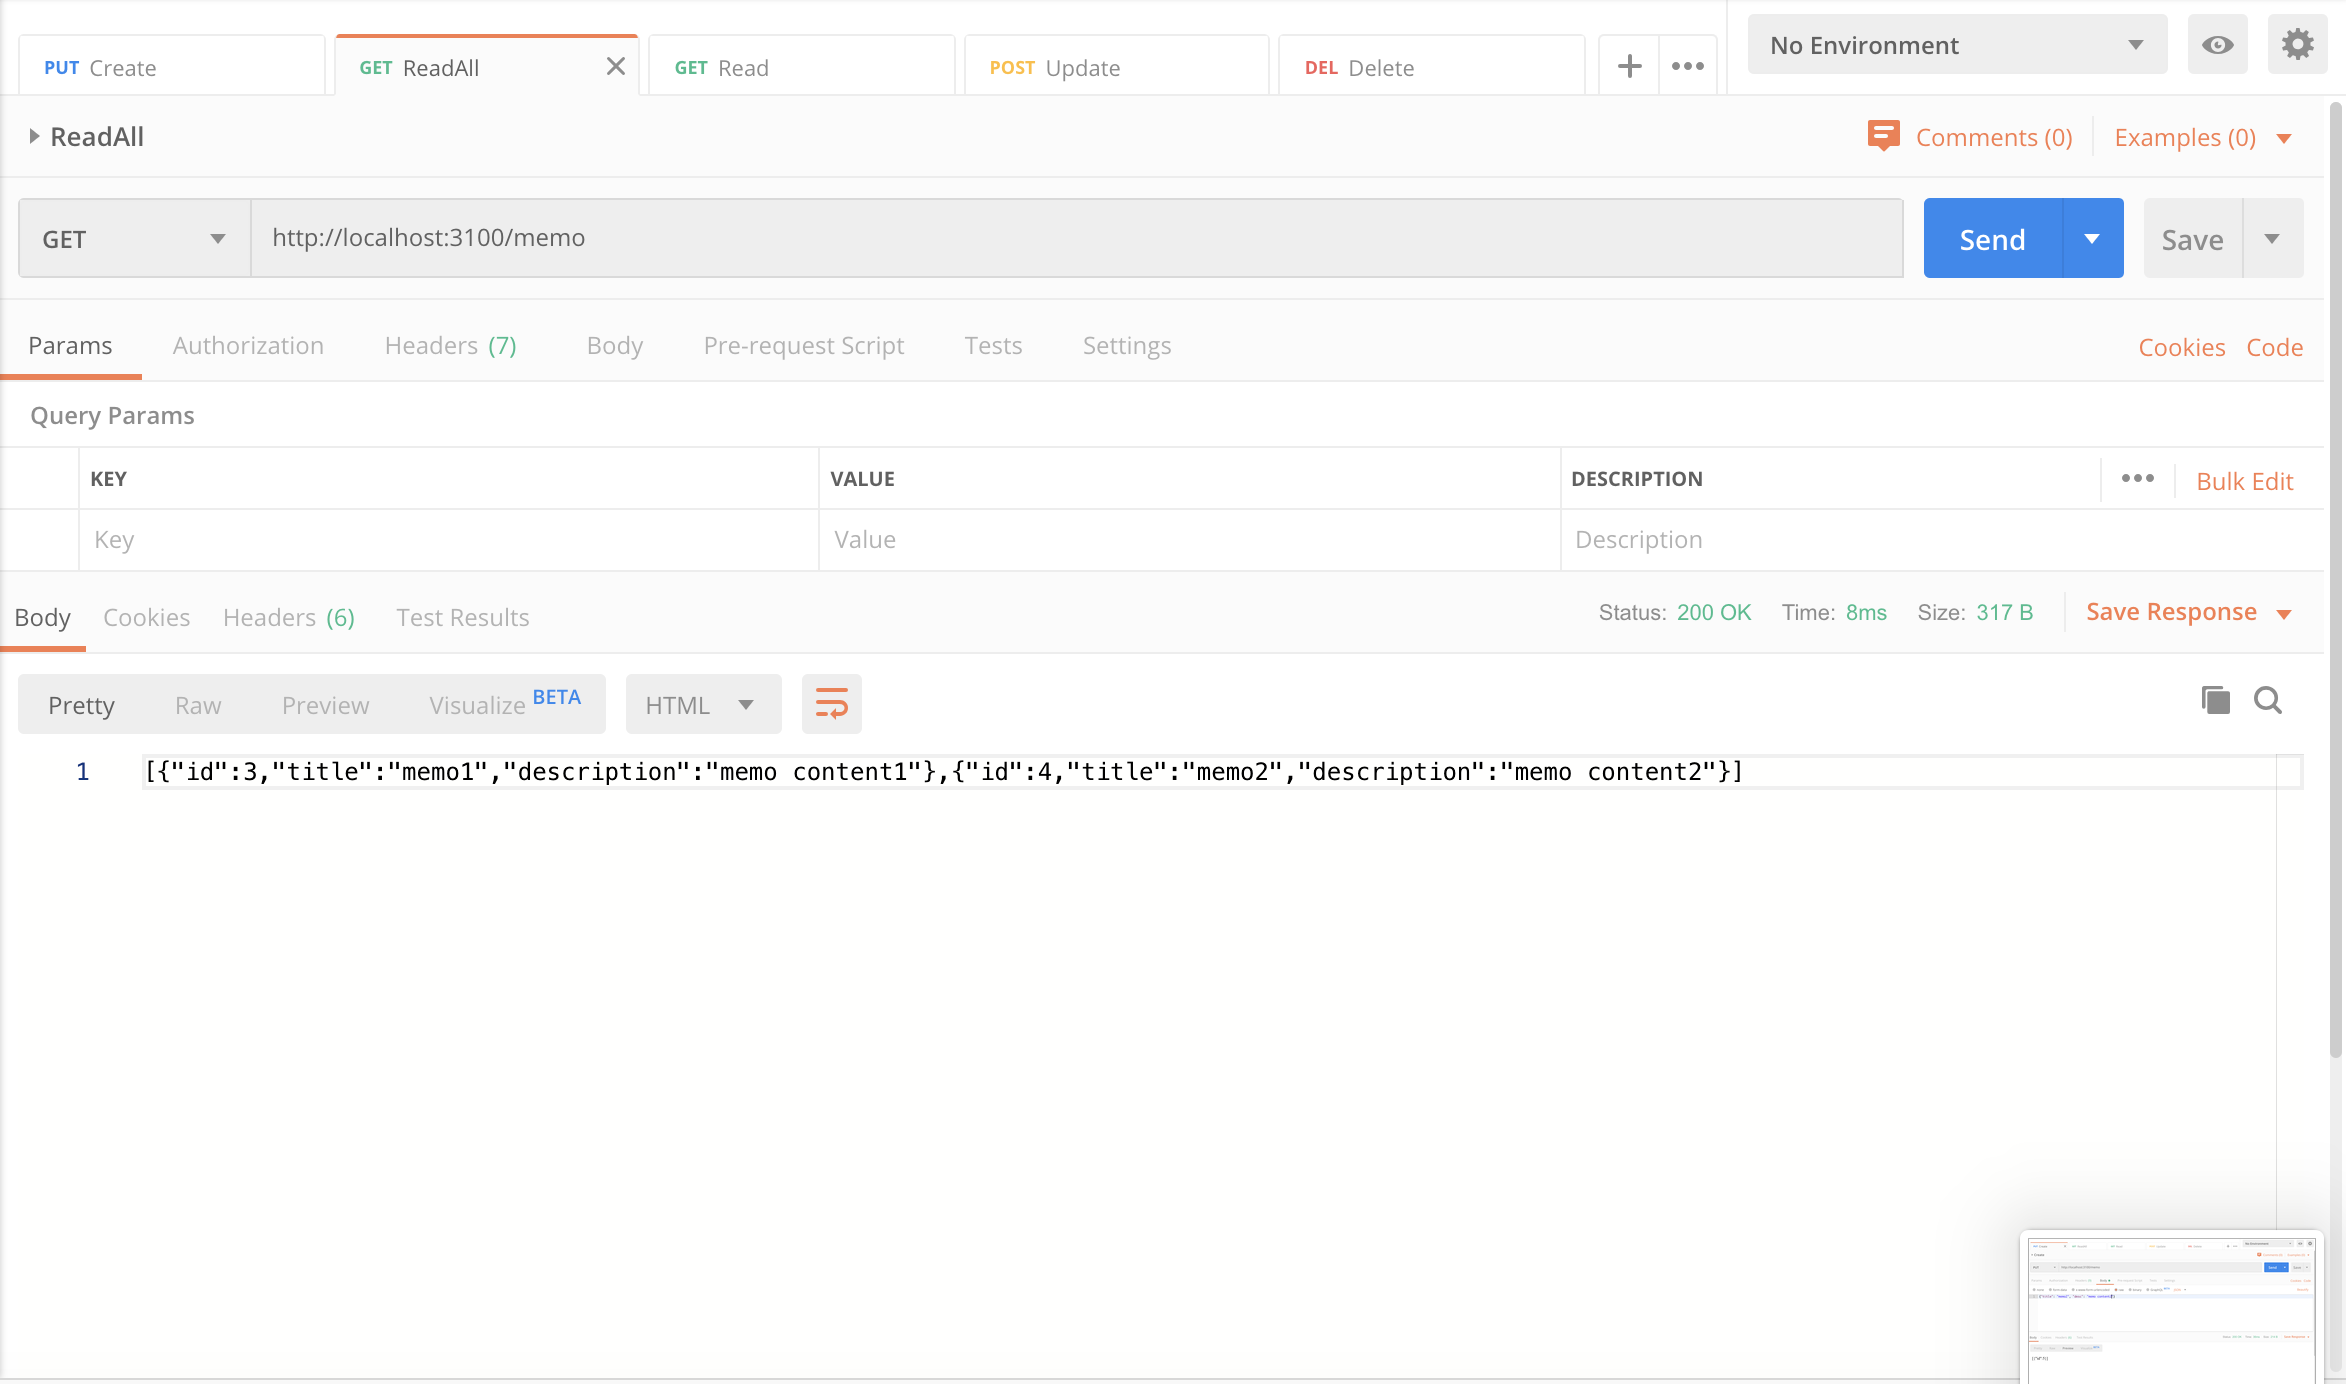 PUT Create GET ReadAll GET Read POST Update DEL Delete No Environment
ReadAll Comments (0) Examples (0)
GET http://localhost:3100/memo Send Save
Params Authorization Headers (7) Body Pre-request Script Tests Settings Cookies Code
Query Params
KEY VALUE DESCRIPTION Bulk Edit
Key Value Description
Body Cookies Headers (6) Test Results Status: 200 OK Time: 8ms Size: 317 B Save Response
Pretty Raw Preview Visualize BETA HTML
1 [{"id":3,"title":"memo1","description":"memo content1"},{"id":4,"title":"memo2","description":"memo content2"}]